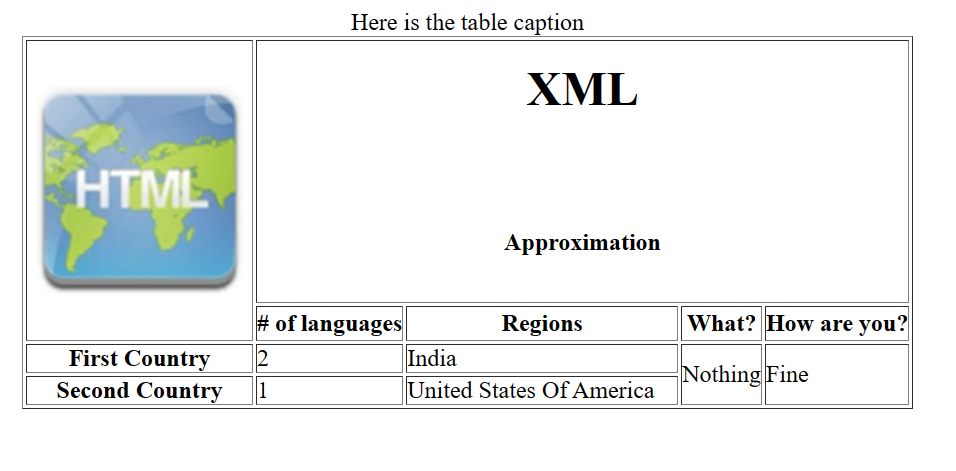 Here is the table caption
HTML
XML
Approximation
# of languages Regions What? How are you?
First Country 2 India Nothing Fine
Second Country 1 United States Of America